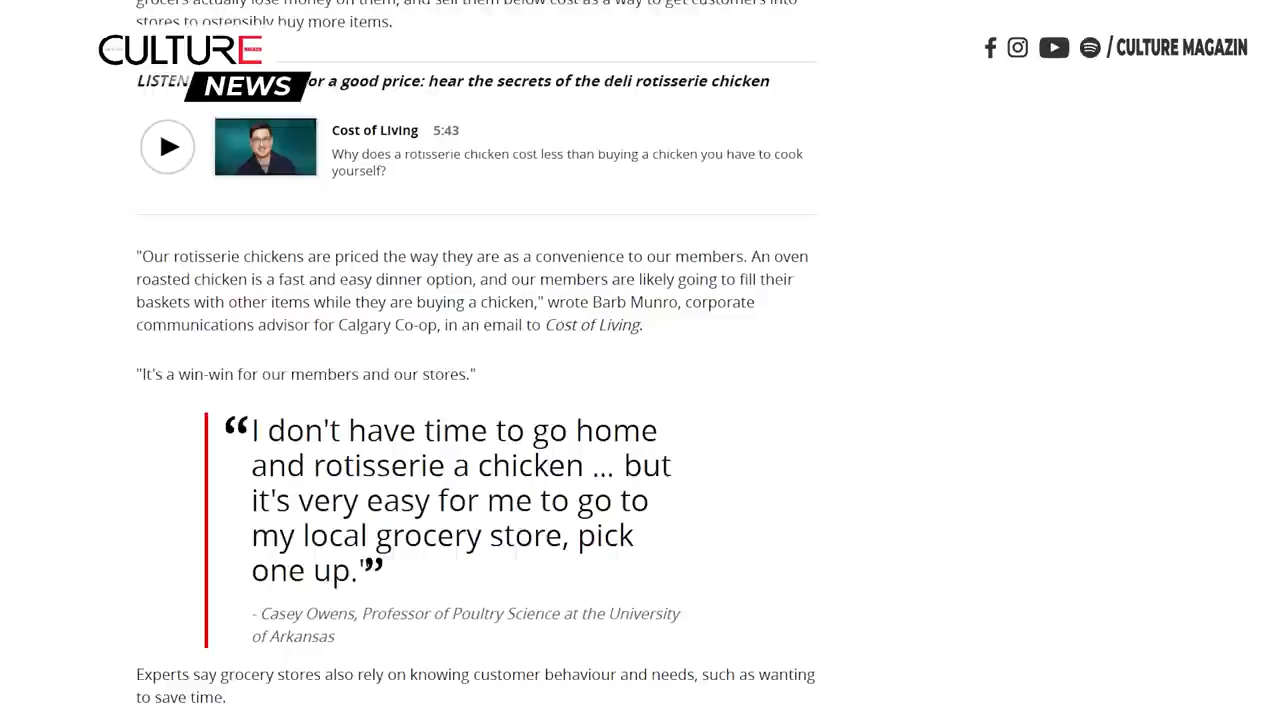 grocers actually lose money on them, and sell them below cost as a way to get customers into
stores to ostensibly buy more items.
CULTURE
NEWS
/ CULTURE MAGAZIN
LISTEN
or a good price: hear the secrets of the deli rotisserie chicken
Cost of Living 5:43
Why does a rotisserie chicken cost less than buying a chicken you have to cook
yourself?
"Our rotisserie chickens are priced the way they are as a convenience to our members. An oven
roasted chicken is a fast and easy dinner option, and our members are likely going to fill their
baskets with other items while they are buying a chicken," wrote Barb Munro, corporate
communications advisor for Calgary Co-op, in an email to Cost of Living.
"It's a win-win for our members and our stores."
“I don't have time to go home
and rotisserie a chicken ... but
it's very easy for me to go to
my local grocery store, pick
one up."”
- Casey Owens, Professor of Poultry Science at the University
of Arkansas
Experts say grocery stores also rely on knowing customer behaviour and needs, such as wanting
to save time.